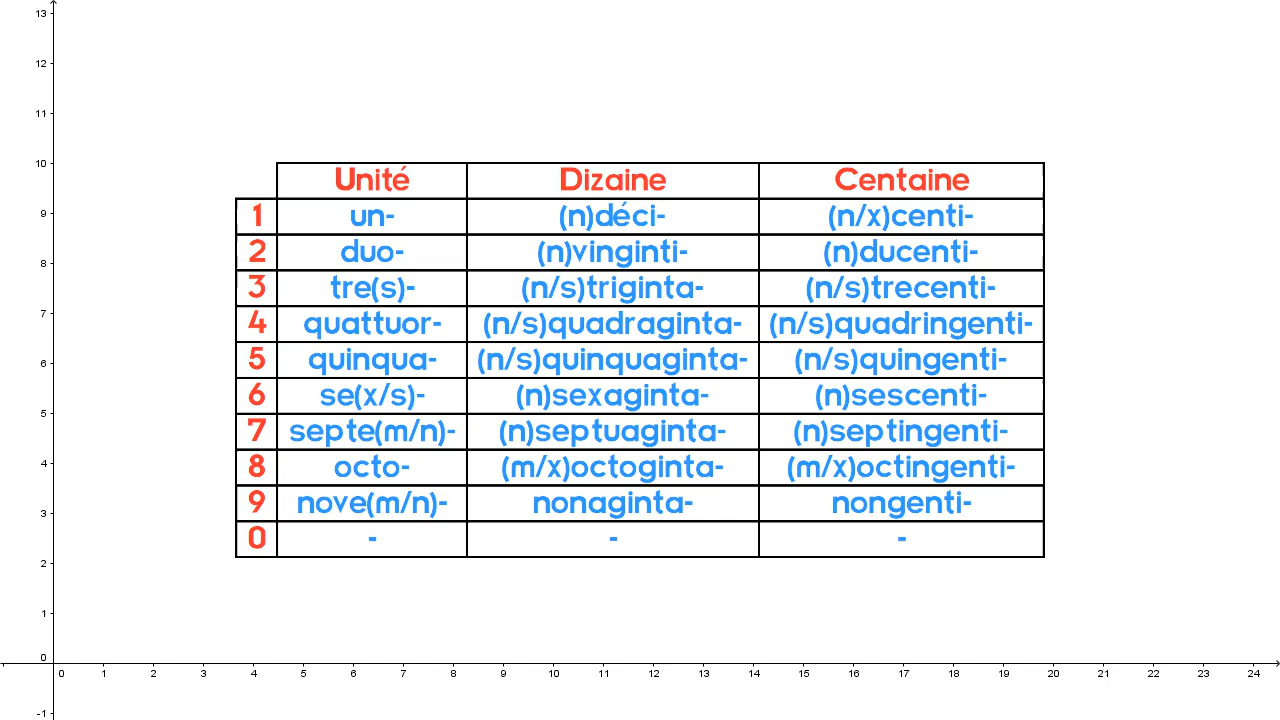 13
12
11
10
9
8
7
6
5
4
3
2
1
0
-1
Unité Dizaine Centaine
1 un- (n)déci- (n/x)centi-
2 duo- (n)vinginti- (n)ducenti-
3 tre(s)- (n/s)triginta- (n/s)trecenti-
4 quattuor- (n/s)quadraginta- (n/s)quadringenti-
5 quinqua- (n/s)quinquaginta- (n/s)quingenti-
6 se(x/s)- (n)sexaginta- (n)sescenti-
7 septe(m/n)- (n)septuaginta- (n)septingenti-
8 octo- (m/x)octoginta- (m/x)octingenti-
9 nove(m/n)- nonaginta- nongenti-
0 - - -
0 1 2 3 4 5 6 7 8 9 10 11 12 13 14 15 16 17 18 19 20 21 22 23 24